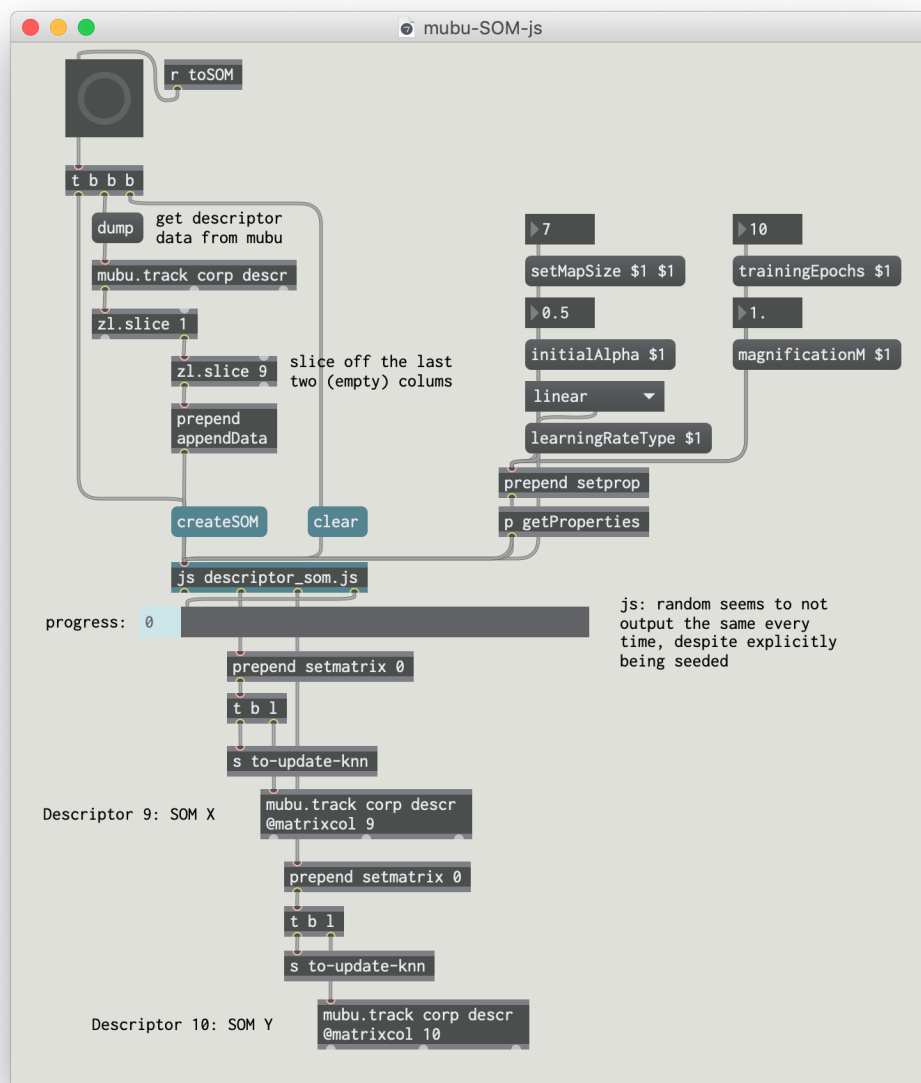 mubu-SOM-js
r toSOM
t b b b
dump
get descriptor
data from mubu
mubu.track corp descr
zl.slice 1
zl.slice 9
slice off the last
two (empty) colums
prepend
appendData
7
setMapSize $1 $1
0.5
initialAlpha $1
linear
learningRateType $1
10
trainingEpochs $1
1.
magnificationM $1
prepend setprop
p getProperties
createSOM
clear
js descriptor_som.js
progress:
0
js: random seems to not
output the same every
time, despite explicitly
being seeded
prepend setmatrix 0
t b l
s to-update-knn
Descriptor 9: SOM X
mubu.track corp descr
@matrixcol 9
prepend setmatrix 0
t b l
s to-update-knn
Descriptor 10: SOM Y
mubu.track corp descr
@matrixcol 10